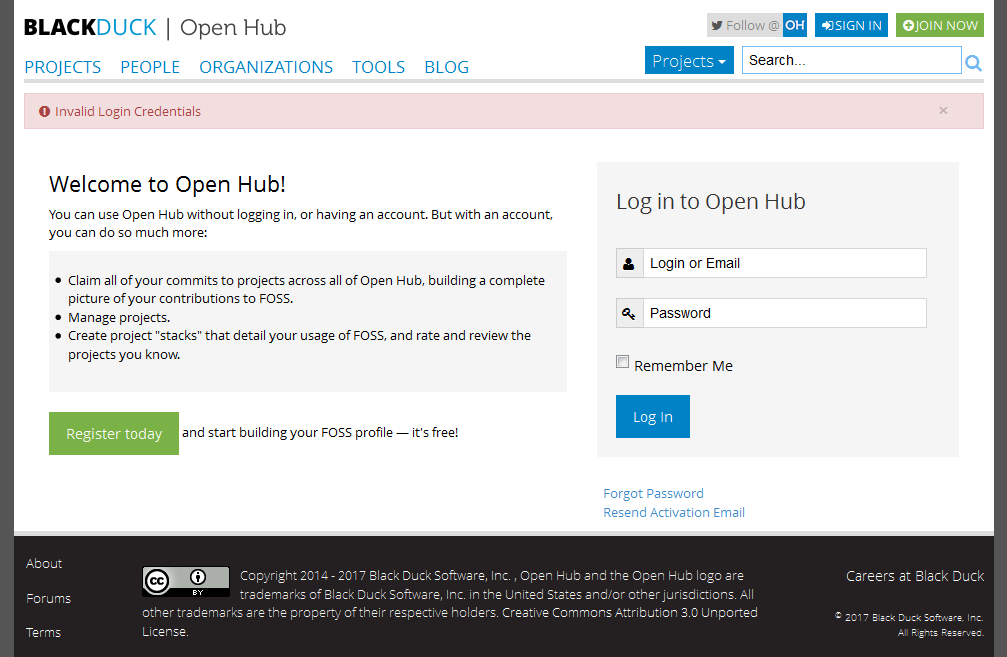 BLACKDUCK | Open Hub
Follow @ OH
SIGN IN
JOIN NOW
PROJECTS PEOPLE ORGANIZATIONS TOOLS BLOG
Projects
Search...
Invalid Login Credentials ×
Welcome to Open Hub!
You can use Open Hub without logging in, or having an account. But with an account,
you can do so much more:
• Claim all of your commits to projects across all of Open Hub, building a complete
picture of your contributions to FOSS.
• Manage projects.
• Create project "stacks" that detail your usage of FOSS, and rate and review the
projects you know.
Register today and start building your FOSS profile — it's free!
Log in to Open Hub
Login or Email
Password
Remember Me
Log In
Forgot Password
Resend Activation Email
About
Forums
Terms
cc BY
Copyright 2014 - 2017 Black Duck Software, Inc. , Open Hub and the Open Hub logo are
trademarks of Black Duck Software, Inc. in the United States and/or other jurisdictions. All
other trademarks are the property of their respective holders. Creative Commons Attribution 3.0 Unported
License.
Careers at Black Duck
© 2017 Black Duck Software, Inc.
All Rights Reserved.